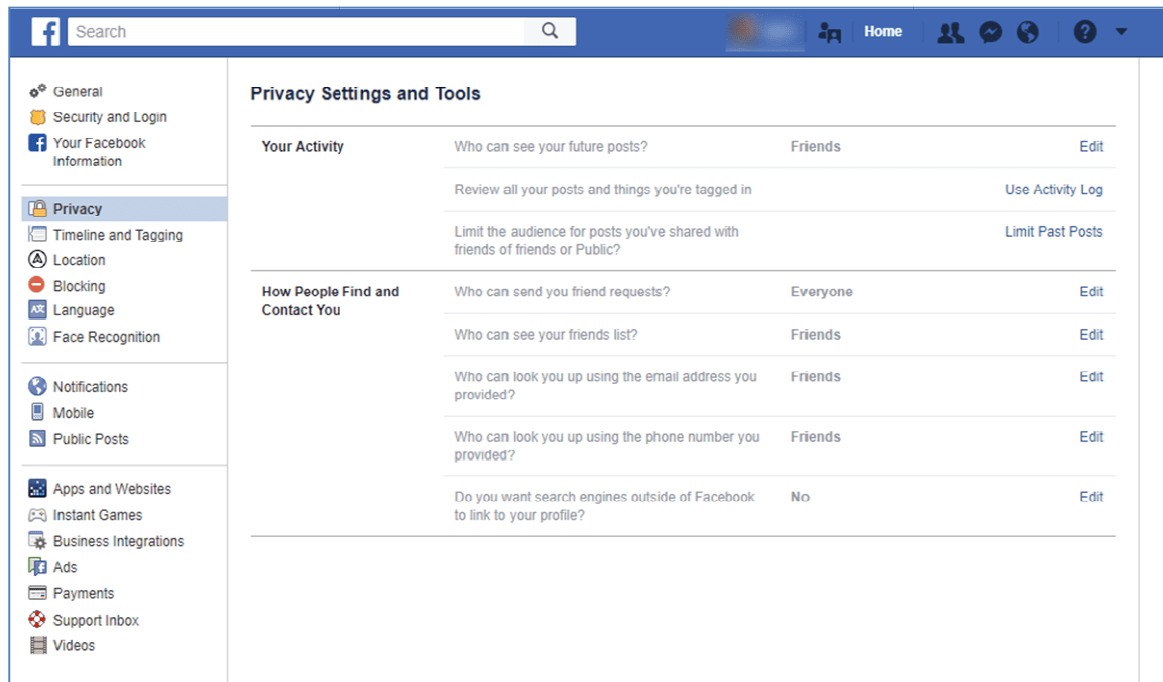 Search
Home
General
Security and Login
Your Facebook
Information
Privacy
Timeline and Tagging
Location
Blocking
Language
Face Recognition
Notifications
Mobile
Public Posts
Apps and Websites
Instant Games
Business Integrations
Ads
Payments
Support Inbox
Videos
Privacy Settings and Tools
Your Activity
Who can see your future posts? Friends Edit
Review all your posts and things you're tagged in Use Activity Log
Limit the audience for posts you've shared with
friends of friends or Public? Limit Past Posts
How People Find and
Contact You
Who can send you friend requests? Everyone Edit
Who can see your friends list? Friends Edit
Who can look you up using the email address you
provided? Friends Edit
Who can look you up using the phone number you
provided? Friends Edit
Do you want search engines outside of Facebook
to link to your profile? No Edit